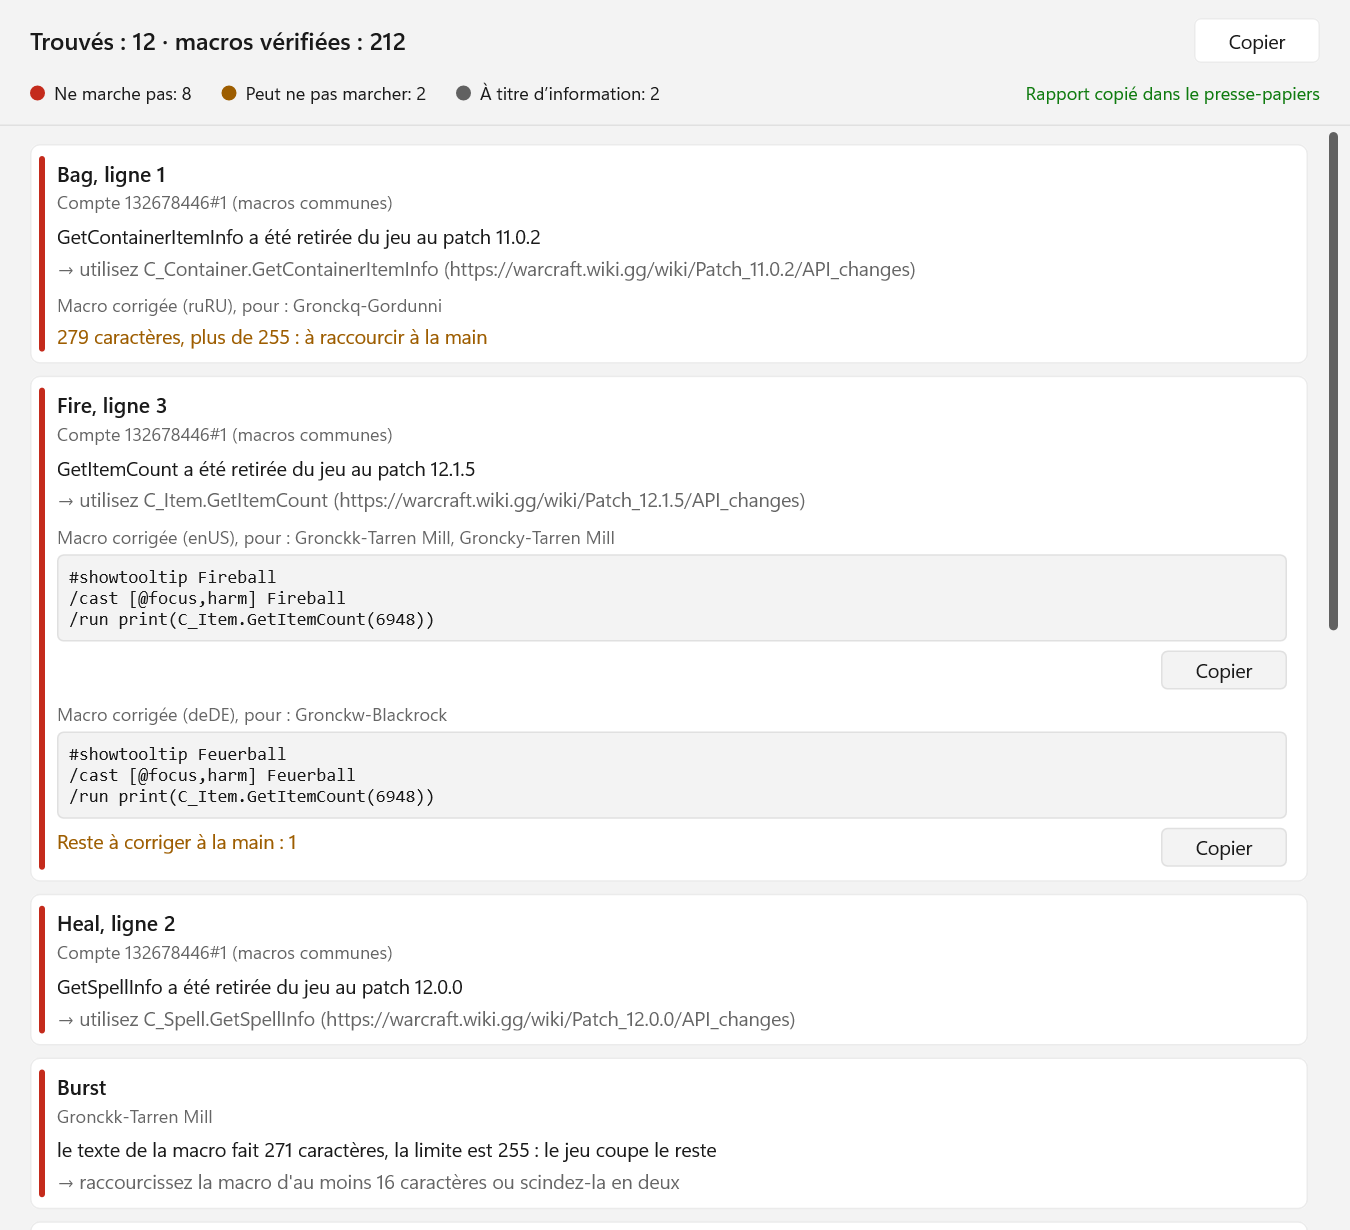 Trouvés : 12 · macros vérifiées : 212
Copier
Ne marche pas: 8
Peut ne pas marcher: 2
À titre d’information: 2
Rapport copié dans le presse-papiers
Bag, ligne 1
Compte 132678446#1 (macros communes)
GetContainerItemInfo a été retirée du jeu au patch 11.0.2
→ utilisez C_Container.GetContainerItemInfo (https://warcraft.wiki.gg/wiki/Patch_11.0.2/API_changes)
Macro corrigée (ruRU), pour : Gronckq-Gordunni
279 caractères, plus de 255 : à raccourcir à la main
Fire, ligne 3
Compte 132678446#1 (macros communes)
GetItemCount a été retirée du jeu au patch 12.1.5
→ utilisez C_Item.GetItemCount (https://warcraft.wiki.gg/wiki/Patch_12.1.5/API_changes)
Macro corrigée (enUS), pour : Gronckk-Tarren Mill, Groncky-Tarren Mill
#showtooltip Fireball
/cast [@focus,harm] Fireball
/run print(C_Item.GetItemCount(6948))
Copier
Macro corrigée (deDE), pour : Gronckw-Blackrock
#showtooltip Feuerball
/cast [@focus,harm] Feuerball
/run print(C_Item.GetItemCount(6948))
Reste à corriger à la main : 1
Copier
Heal, ligne 2
Compte 132678446#1 (macros communes)
GetSpellInfo a été retirée du jeu au patch 12.0.0
→ utilisez C_Spell.GetSpellInfo (https://warcraft.wiki.gg/wiki/Patch_12.0.0/API_changes)
Burst
Gronckk-Tarren Mill
le texte de la macro fait 271 caractères, la limite est 255 : le jeu coupe le reste
→ raccourcissez la macro d'au moins 16 caractères ou scindez-la en deux